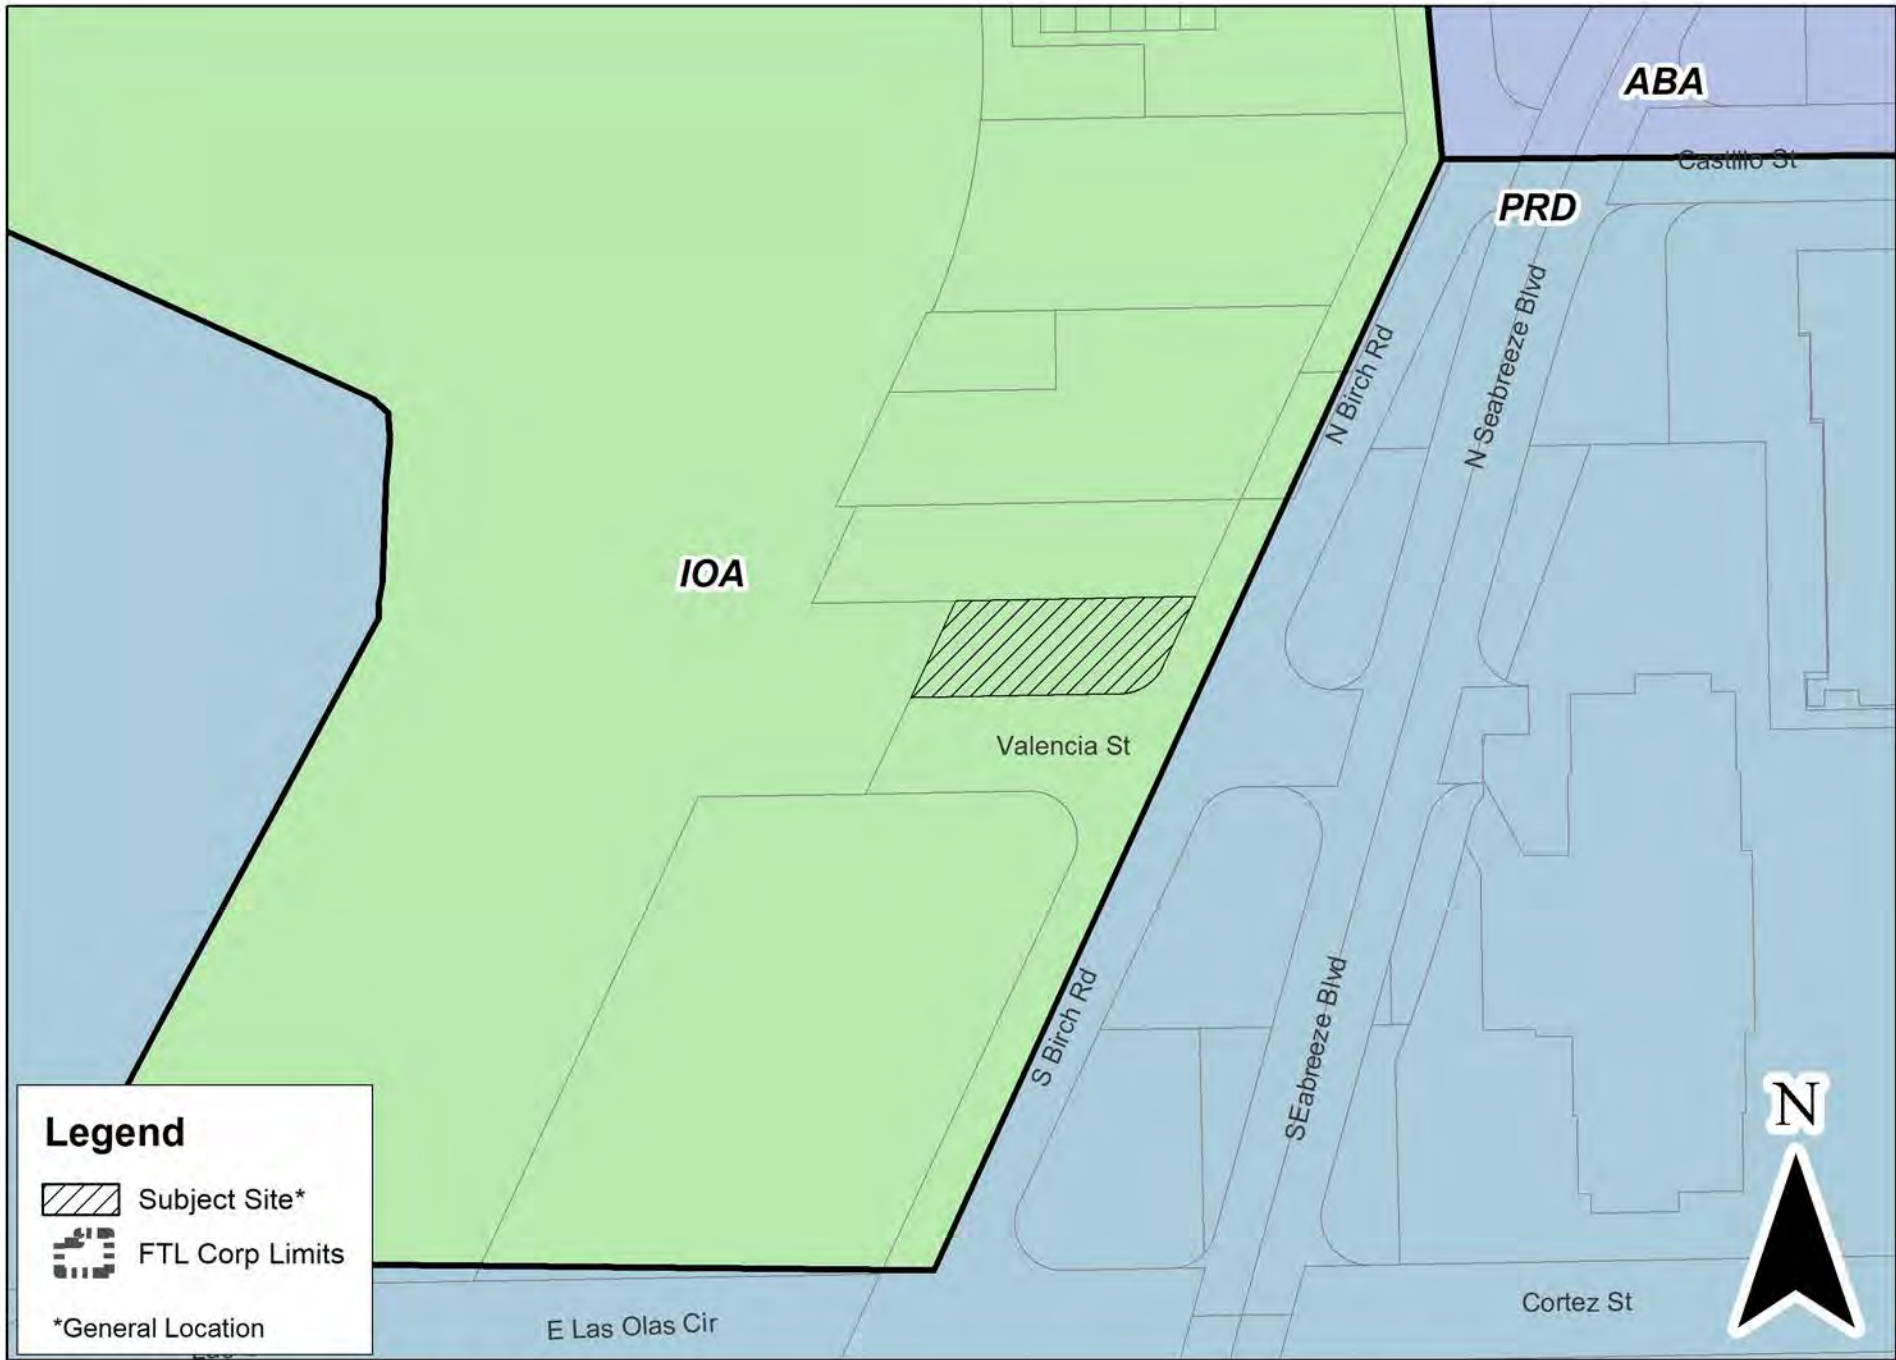 ABA
Castillo St
PRD
N Seabreeze Blvd
N Birch Rd
IOA
Valencia St
S Birch Rd
SEabreeze Blvd
Legend
Subject Site*
FTL Corp Limits
*General Location
E Las Olas Cir
Cortez St
N